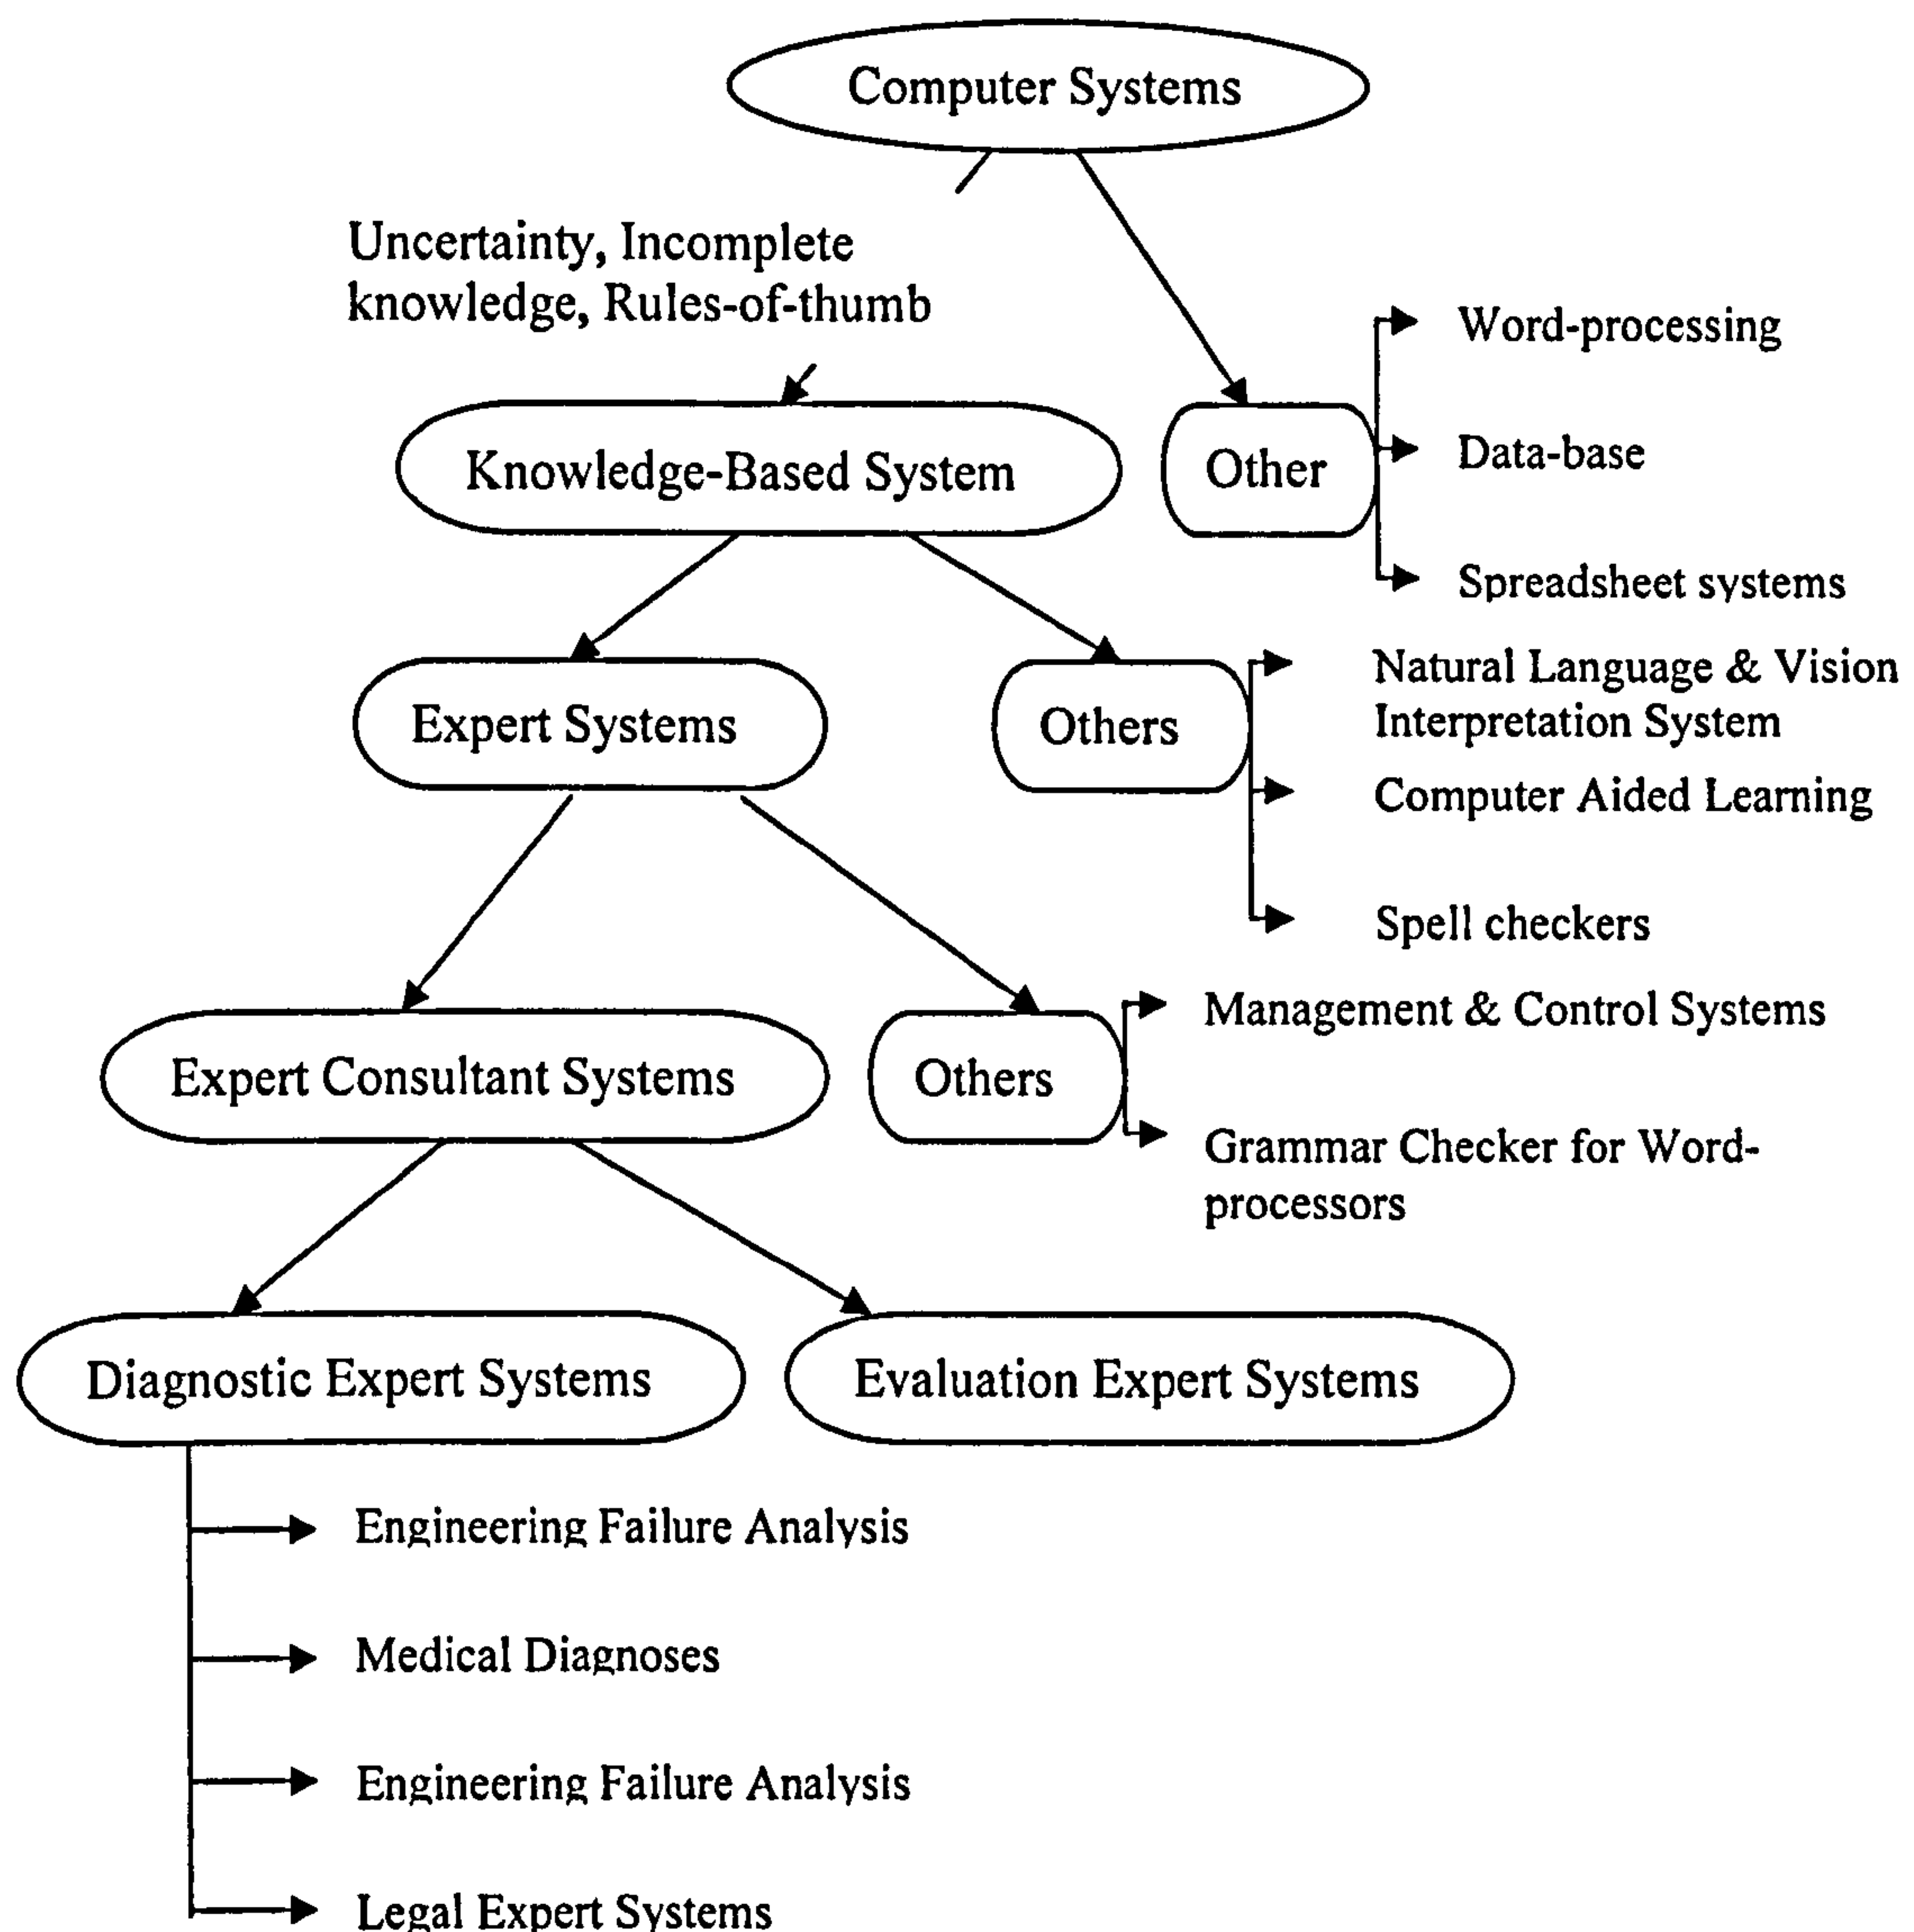 Computer Systems
Uncertainty, Incomplete
knowledge, Rules-of-thumb
Word-processing
Knowledge-Based System
Other
Data-base
Spreadsheet systems
Expert Systems
Others
Natural Language & Vision
Interpretation System
Computer Aided Learning
Spell checkers
Expert Consultant Systems
Others
Management & Control Systems
Grammar Checker for Word-
processors
Diagnostic Expert Systems
Evaluation Expert Systems
Engineering Failure Analysis
Medical Diagnoses
Engineering Failure Analysis
Legal Expert Systems